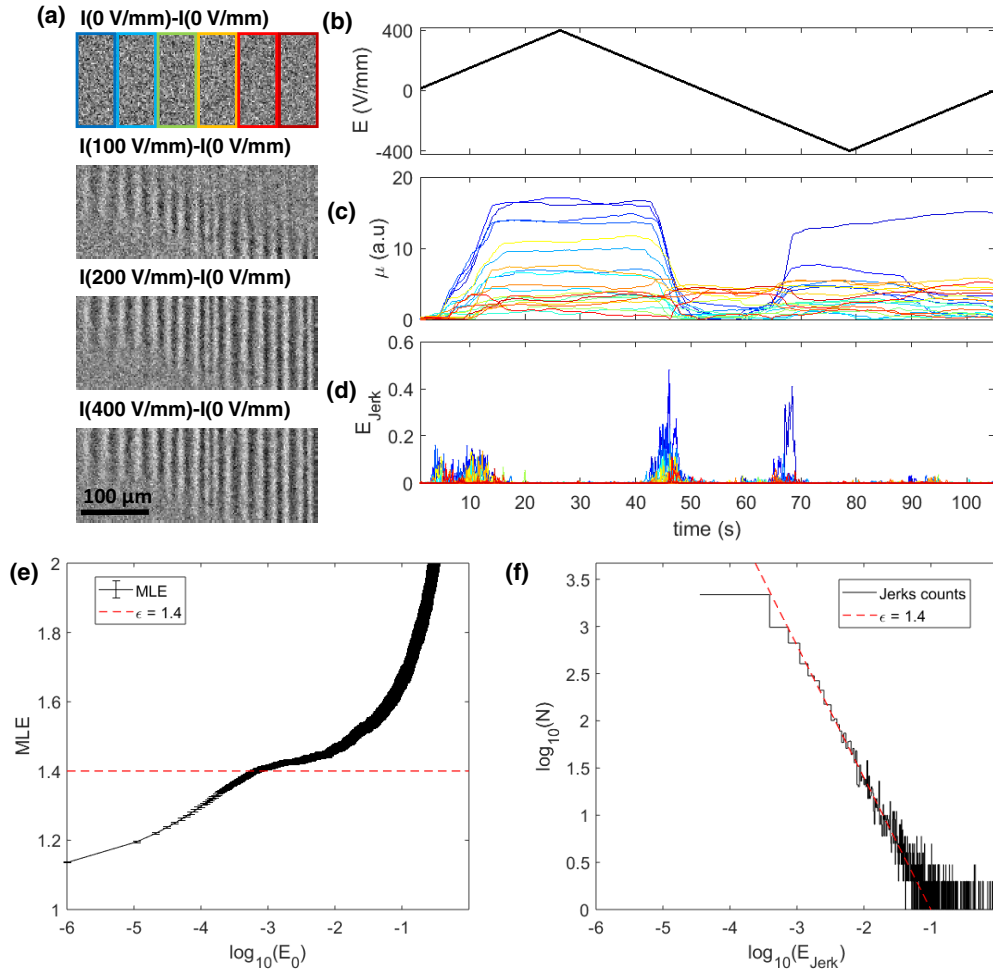 (a)
I(0 V/mm)-I(0 V/mm)
I(100 V/mm)-I(0 V/mm)
I(200 V/mm)-I(0 V/mm)
I(400 V/mm)-I(0 V/mm)
100 µm
(b)
E (V/mm)
400
0
-400
(c)
μ (a.u)
20
10
0
(d)
E_Jerk
0.6
0.4
0.2
0
10 20 30 40 50 60 70 80 90 100
time (s)
(e)
MLE
2
1.8
1.6
1.4
1.2
1
MLE
ϵ = 1.4
-6 -5 -4 -3 -2 -1
log10(E0)
(f)
log10(N)
3.5
3
2.5
2
1.5
1
0.5
0
Jerks counts
ϵ = 1.4
-6 -5 -4 -3 -2 -1
log10(EJerk)